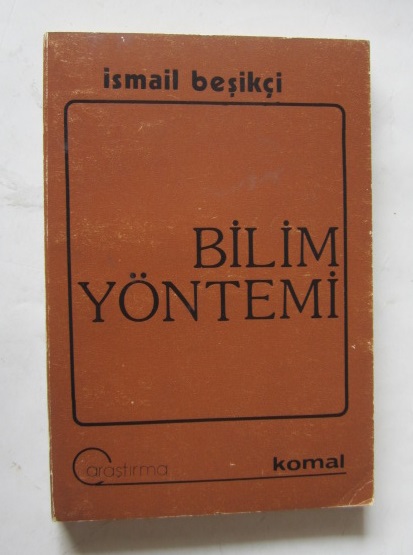 ismail beşikçi
BİLİM
YÖNTEMİ
araştırma
komal